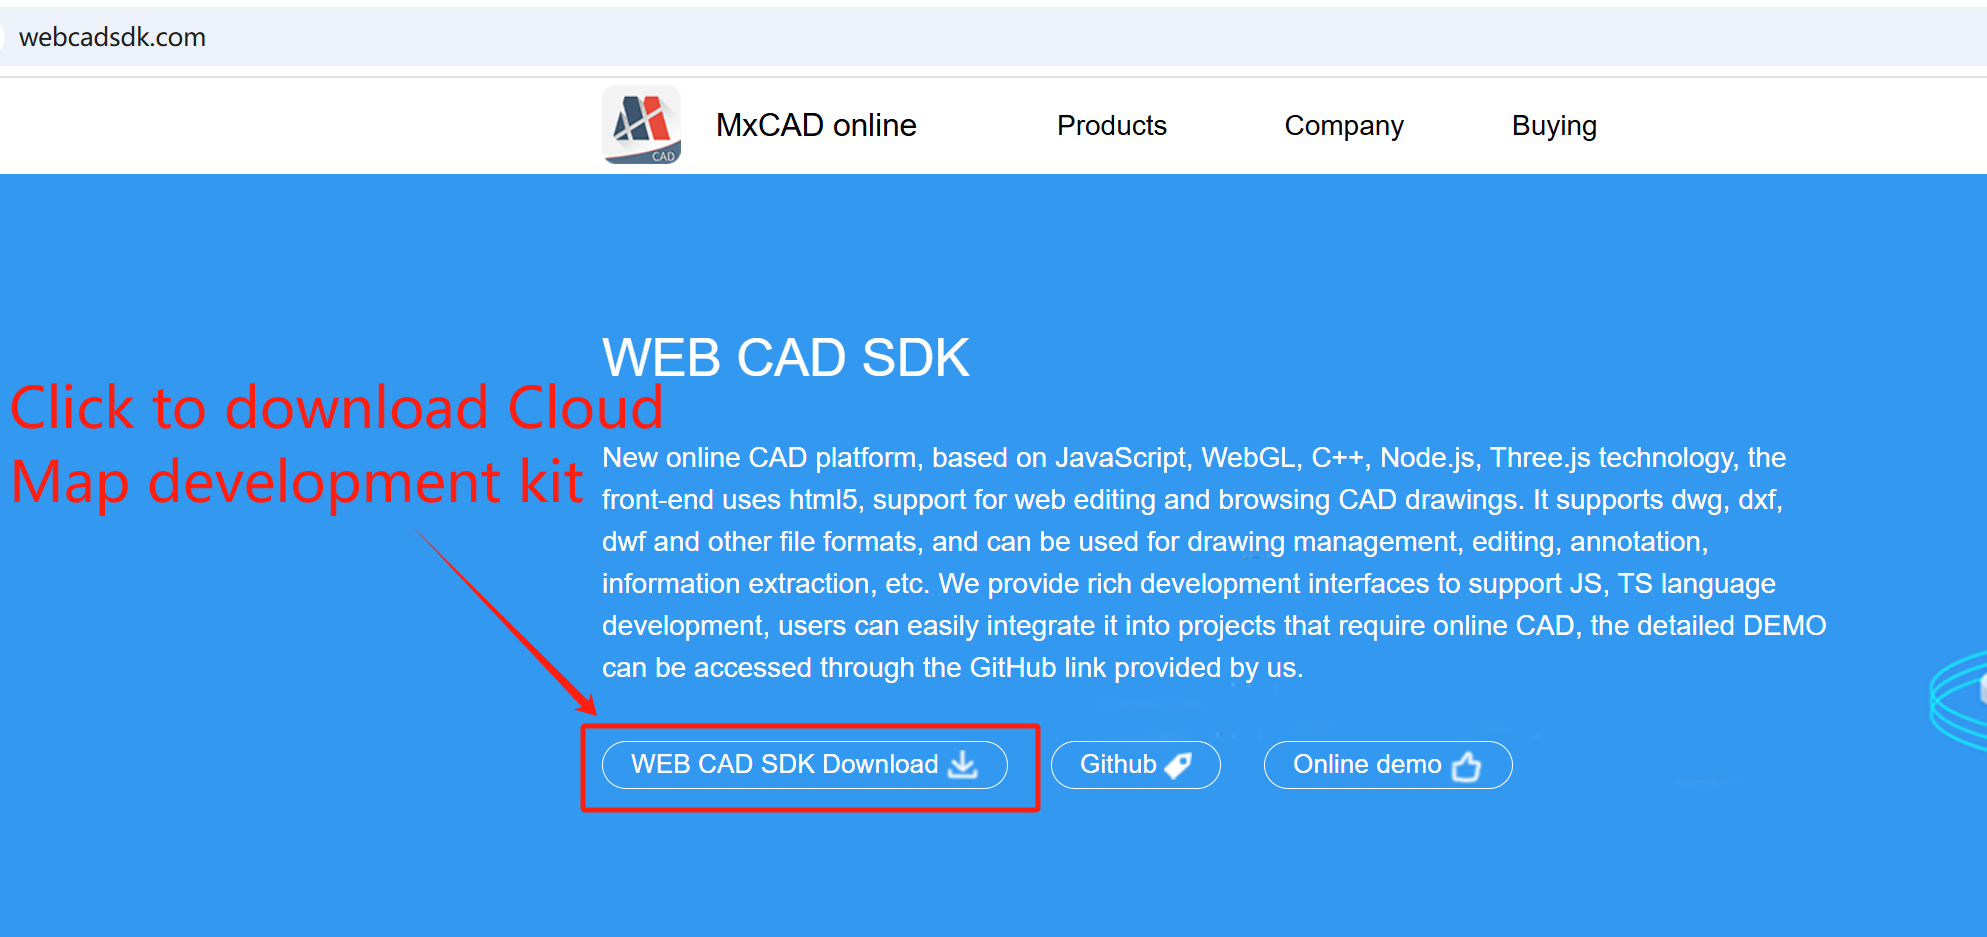 webcadsdk.com
CAD
MxCAD online
Products
Company
Buying
WEB CAD SDK
Click to download Cloud
Map development kit
New online CAD platform, based on JavaScript, WebGL, C++, Node.js, Three.js technology, the
front-end uses html5, support for web editing and browsing CAD drawings. It supports dwg, dxf,
dwf and other file formats, and can be used for drawing management, editing, annotation,
information extraction, etc. We provide rich development interfaces to support JS, TS language
development, users can easily integrate it into projects that require online CAD, the detailed DEMO
can be accessed through the GitHub link provided by us.
WEB CAD SDK Download
Github
Online demo